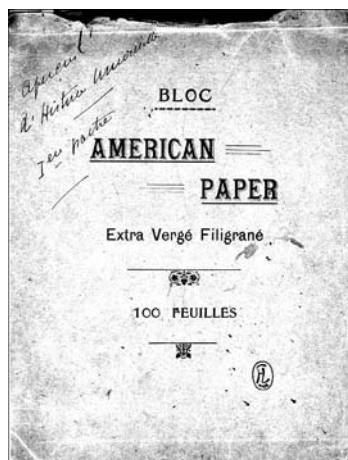 Aperçu
d'Histoire Universelle
1ère partie
BLOC
AMERICAN
PAPER
Extra Vergé Filigrané
100 FEUILLES